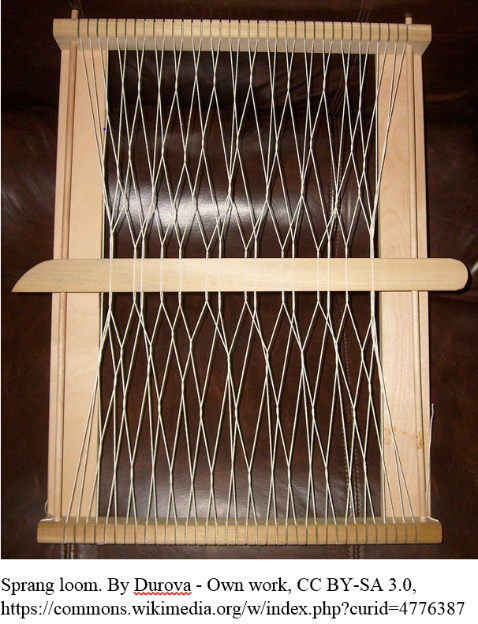 Sprang loom. By Durova - Own work, CC BY-SA 3.0,
https://commons.wikimedia.org/w/index.php?curid=4776387